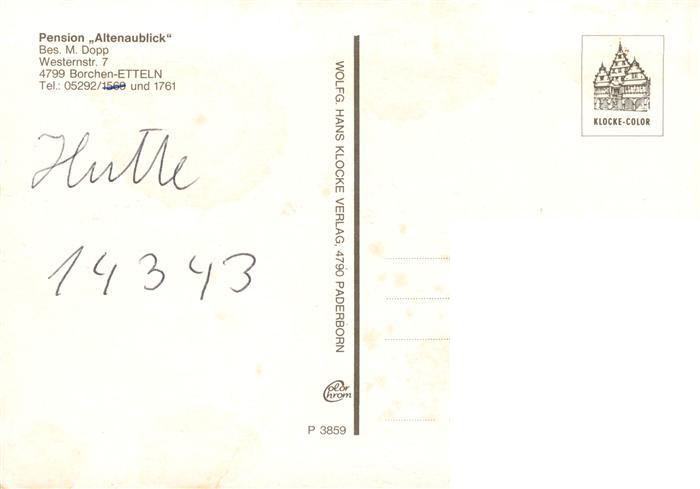 Pension „Altenaublick“
Bes. M. Dopp
Westernstr. 7
4799 Borchen-ETTELN
Tel.: 05292/1569 und 1761
Hutte
14343
WOLFG. HANS KLOCKE VERLAG, 4790 PADERBORN
Color Chrom
P 3859
KLOCKE-COLOR